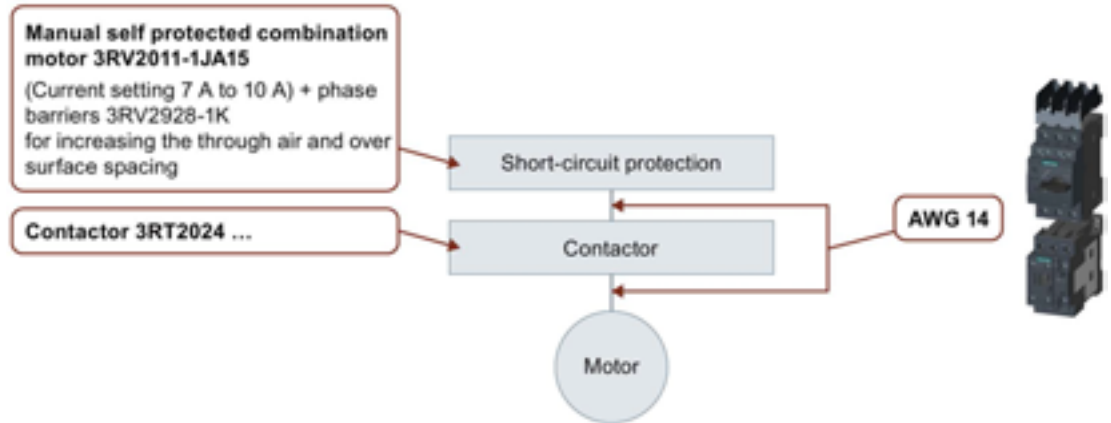 Manual self protected combination
motor 3RV2011-1JA15
(Current setting 7 A to 10 A) + phase
barriers 3RV2928-1K
for increasing the through air and over
surface spacing
Short-circuit protection
Contactor 3RT2024 ...
Contactor
AWG 14
Motor